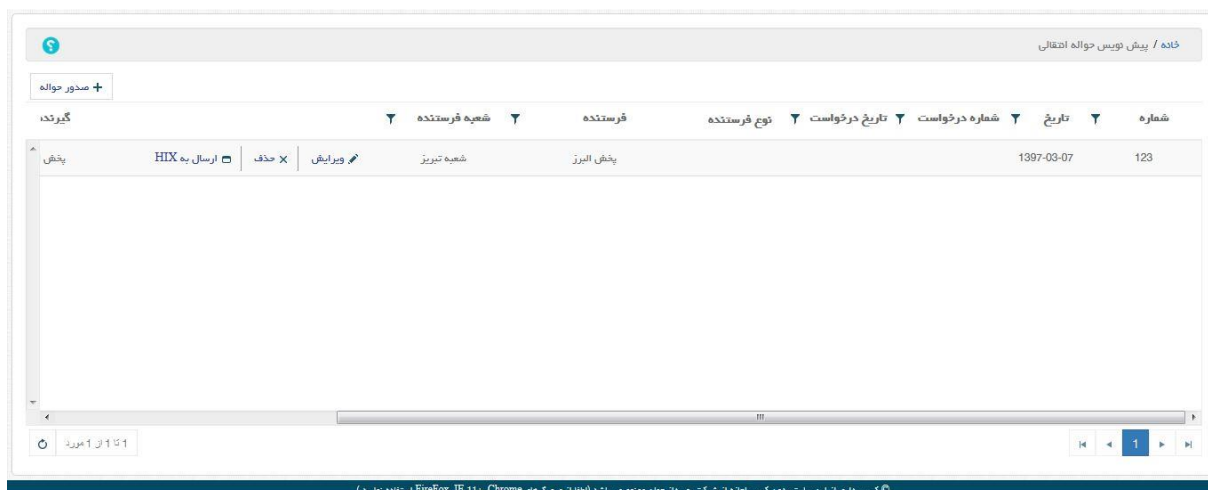 خانه / پیش نویس حواله انتقالی
+ صدور حواله
شماره تاریخ شماره درخواست تاریخ درخواست نوع فرستنده فرستنده شعبه فرستنده گیرنده
123 1397-03-07 پخش البرز شعبه تبریز ویرایش حذف ارسال به HIX پخش
1
1 تا 1 از 1 مورد